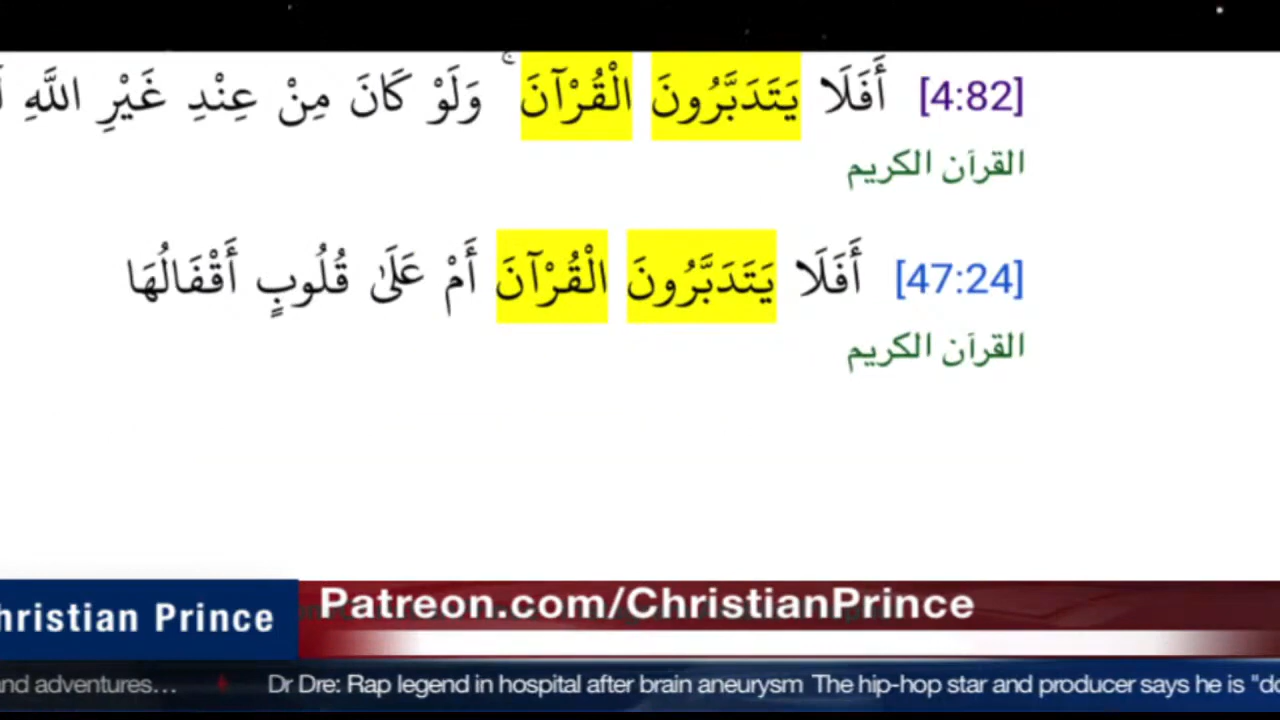 [4:82] أَفَلَا يَتَدَبَّرُونَ الْقُرْآنَ ۚ وَلَوْ كَانَ مِنْ عِنْدِ غَيْرِ اللَّهِ
القرآن الكريم
[47:24] أَفَلَا يَتَدَبَّرُونَ الْقُرْآنَ أَمْ عَلَىٰ قُلُوبٍ أَقْفَالُهَا
القرآن الكريم
Patreon.com/ChristianPrince
hristian Prince
nd adventures... Dr Dre: Rap legend in hospital after brain aneurysm The hip-hop star and producer says he is "do